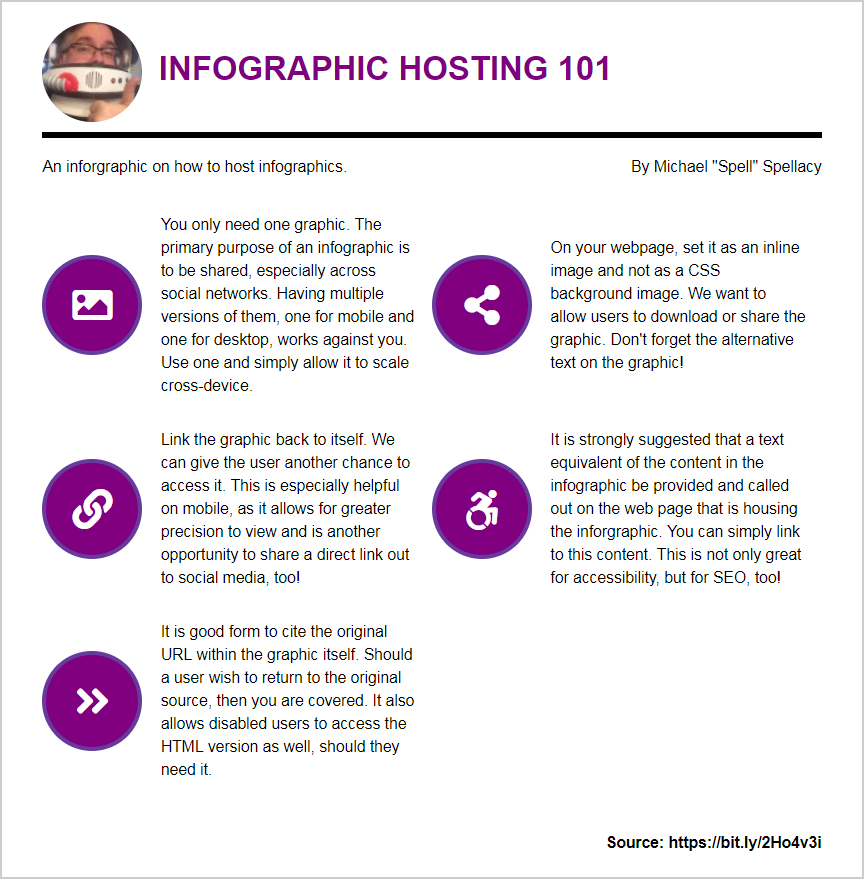 INFOGRAPHIC HOSTING 101
An inforgraphic on how to host infographics.
By Michael "Spell" Spellacy
You only need one graphic. The
primary purpose of an infographic is
to be shared, especially across
social networks. Having multiple
versions of them, one for mobile and
one for desktop, works against you.
Use one and simply allow it to scale
cross-device.
On your webpage, set it as an inline
image and not as a CSS
background image. We want to
allow users to download or share the
graphic. Don't forget the alternative
text on the graphic!
Link the graphic back to itself. We
can give the user another chance to
access it. This is especially helpful
on mobile, as it allows for greater
precision to view and is another
opportunity to share a direct link out
to social media, too!
It is strongly suggested that a text
equivalent of the content in the
infographic be provided and called
out on the web page that is housing
the inforgraphic. You can simply link
to this content. This is not only great
for accessibility, but for SEO, too!
It is good form to cite the original
URL within the graphic itself. Should
a user wish to return to the original
source, then you are covered. It also
allows disabled users to access the
HTML version as well, should they
need it.
Source: https://bit.ly/2Ho4v3i